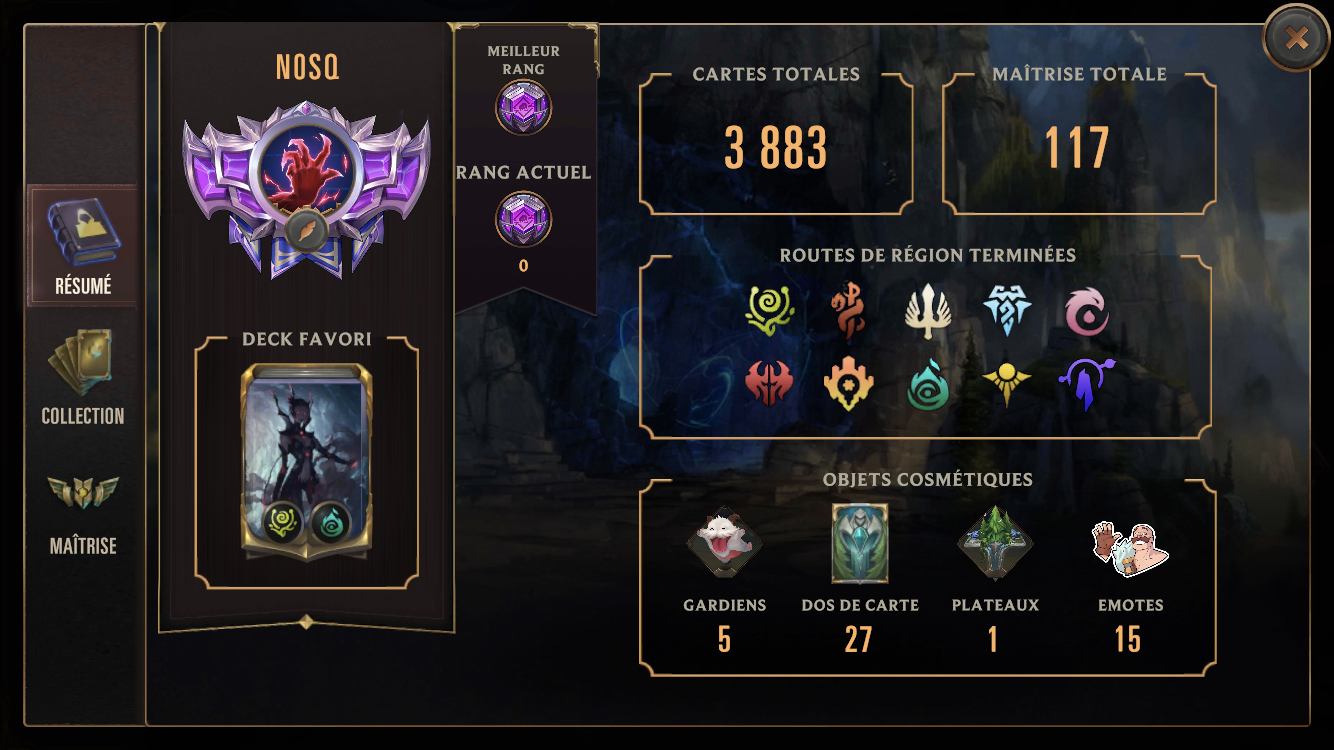 NOSQ
MEILLEUR
RANG
RANG ACTUEL
0
DECK FAVORI
RÉSUMÉ
COLLECTION
MAÎTRISE
CARTES TOTALES
3 883
MAÎTRISE TOTALE
117
ROUTES DE RÉGION TERMINÉES
OBJETS COSMÉTIQUES
GARDIENS
5
DOS DE CARTE
27
PLATEAUX
1
EMOTES
15